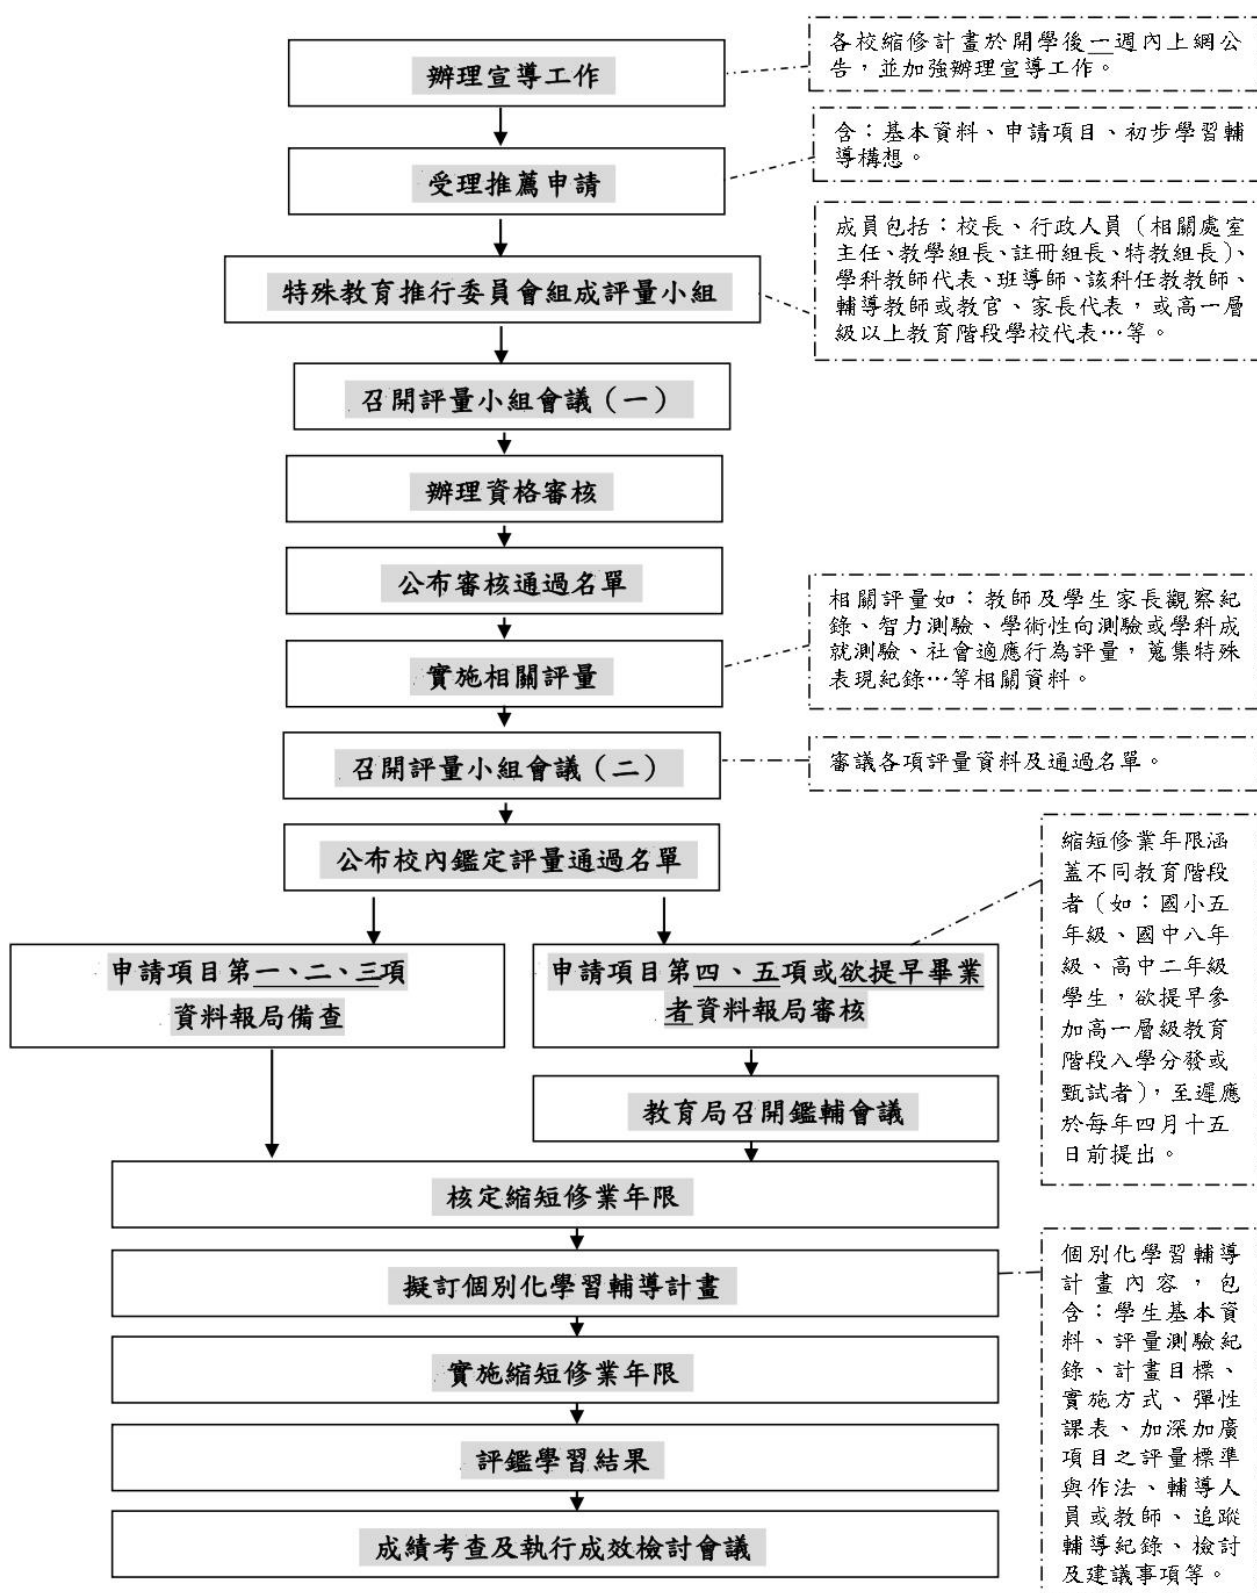 辦理宣導工作
各校縮修計畫於開學後一週內上網公
告，並加強辦理宣導工作。
受理推薦申請
含：基本資料、申請項目、初步學習輔
導構想。
特殊教育推行委員會組成評量小組
成員包括：校長、行政人員（相關處室
主任、教學組長、註冊組長、特教組長）、
學科教師代表、班導師、該科任教教師、
輔導教師或教官、家長代表，或高一層
級以上教育階段學校代表…等。
召開評量小組會議（一）
辦理資格審核
公布審核通過名單
實施相關評量
相關評量如：教師及學生家長觀察紀
錄、智力測驗、學術性向測驗或學科成
就測驗、社會適應行為評量，蒐集特殊
表現紀錄…等相關資料。
召開評量小組會議（二）
審議各項評量資料及通過名單。
公布校內鑑定評量通過名單
申請項目第一、二、三項
資料報局備查
申請項目第四、五項或欲提早畢業
者資料報局審核
縮短修業年限涵
蓋不同教育階段
者（如：國小五
年級、國中八年
級、高中二年級
學生，欲提早參
加高一層級教育
階段入學分發或
甄試者），至遲應
於每年四月十五
日前提出。
教育局召開鑑輔會議
核定縮短修業年限
擬訂個別化學習輔導計畫
個別化學習輔導
計畫內容，包
含：學生基本資
料、評量測驗紀
錄、計畫目標、
實施方式、彈性
課表、加深加廣
項目之評量標準
與作法、輔導人
員或教師、追蹤
輔導紀錄、檢討
及建議事項等。
實施縮短修業年限
評鑑學習結果
成績考查及執行成效檢討會議